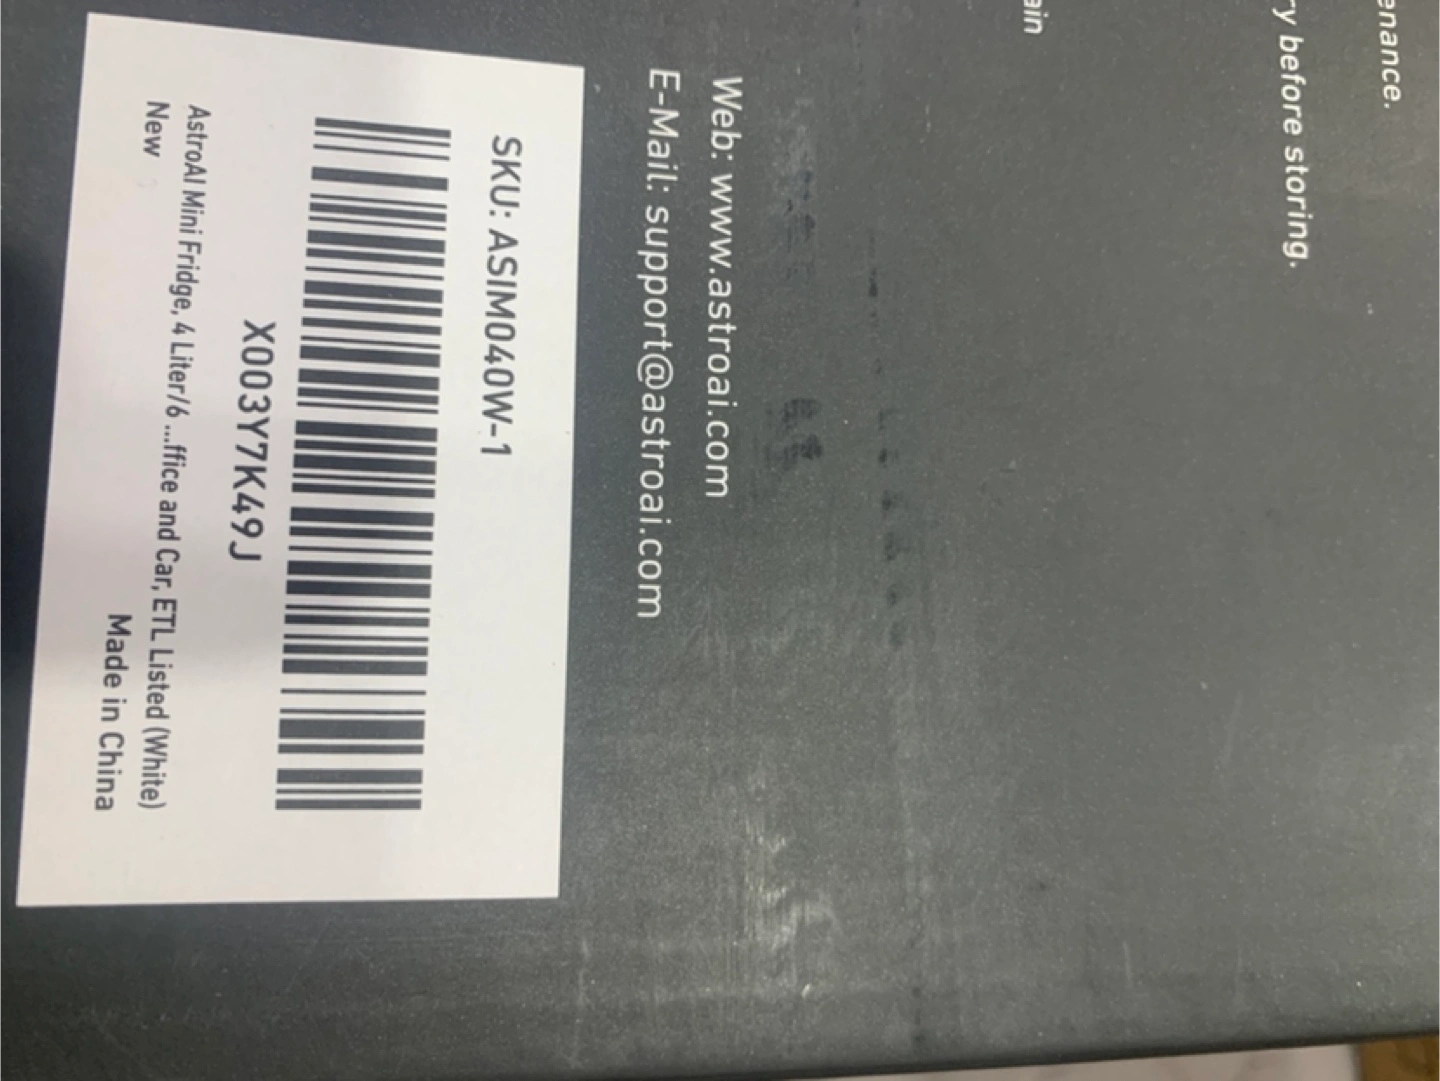 enance.
ry before storing.
ain
Web: www.astroai.com
E-Mail: support@astroai.com
SKU: ASIM040W-1
X003Y7K49J
AstroAI Mini Fridge, 4 Liter/6 ...ffice and Car, ETL Listed (White)
New
Made in China